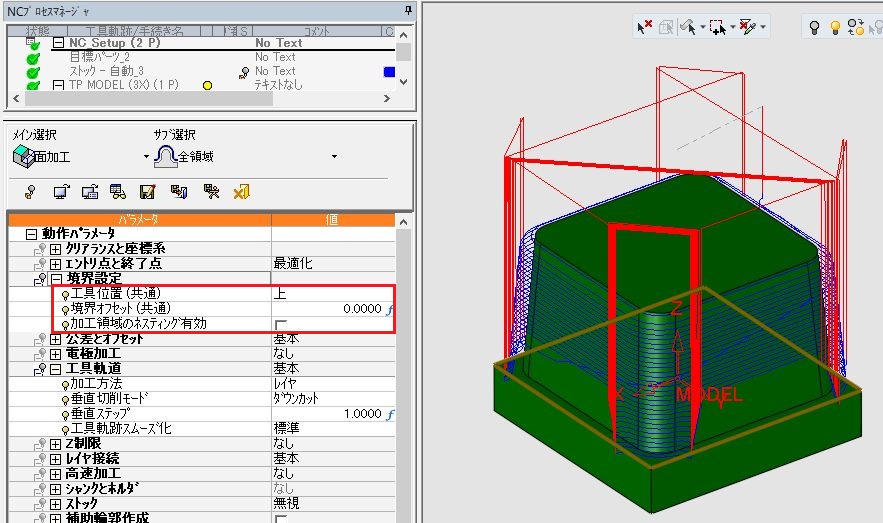 NCプロセスマネージャ
状態 工具軌跡/手続き名 コメント
NC Setup (2 P) No Text
目標パーツ_2 No Text
ストック - 自動_3 No Text
TP MODEL (3X) (1 P) テキストなし
メイン選択 サブ選択
面加工 全領域
パラメータ 値
動作パラメータ
クリアランスと座標系
エントリ点と終了点 最適化
境界設定
工具位置 (共通) 上
境界オフセット (共通) 0.0000 f
加工領域のネスティング有効
公差とオフセット 基本
電極加工 なし
工具軌道 基本
加工方法 レイヤ
垂直切削モード ダウンカット
垂直ステップ 1.0000 f
工具軌跡スムーズ化 標準
Z制限 なし
レイヤ接続 基本
高速加工 なし
シャンクとホルダ なし
ストック 無視
補助輪郭作成
Z
X
MODEL